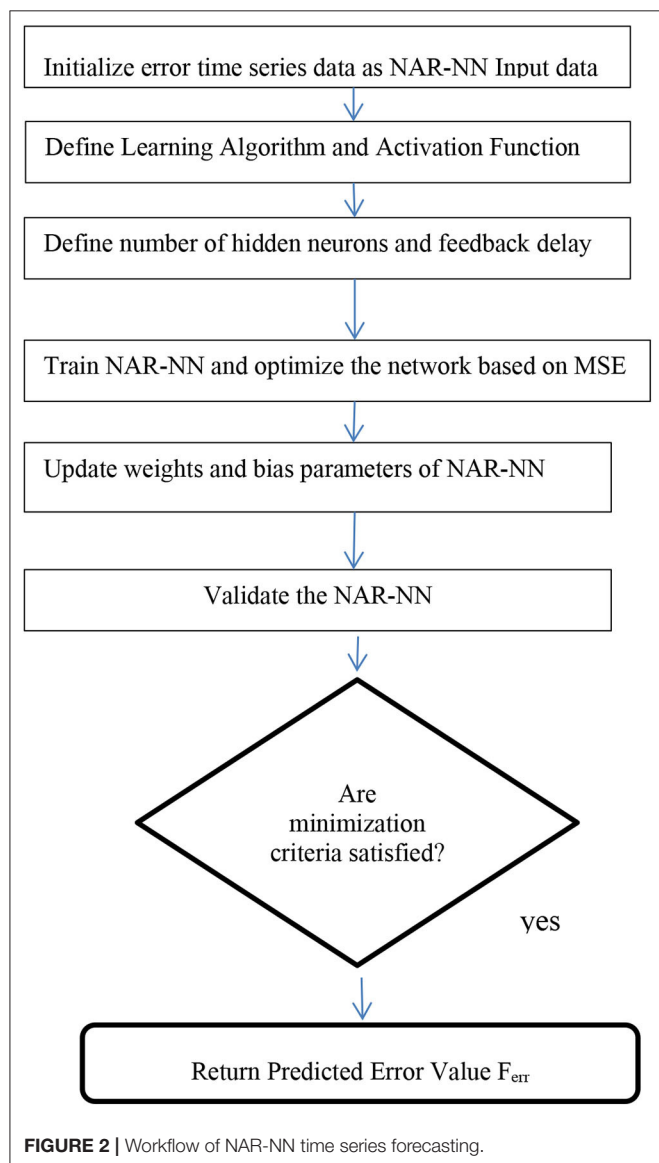 Initialize error time series data as NAR-NN Input data
Define Learning Algorithm and Activation Function
Define number of hidden neurons and feedback delay
Train NAR-NN and optimize the network based on MSE
Update weights and bias parameters of NAR-NN
Validate the NAR-NN
Are
minimization
criteria satisfied?
yes
Return Predicted Error Value Ferr
FIGURE 2 | Workflow of NAR-NN time series forecasting.